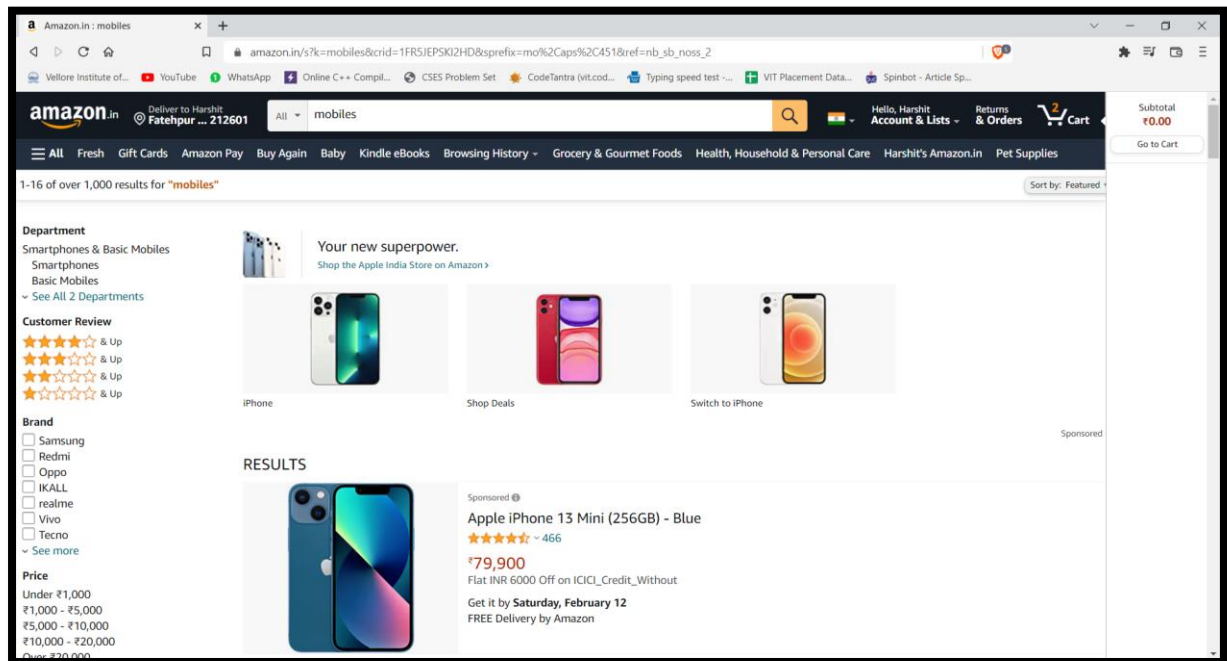 Amazon.in : mobiles
amazon.in/s?k=mobiles&crid=1FR5JEPSKI2HD&sprefix=mo%2Caps%2C451&ref=nb_sb_noss_2
Vellore Institute of... YouTube WhatsApp Online C++ Compil... CSES Problem Set CodeTantra (vit.cod... Typing speed test -... VIT Placement Data... Spinbot - Article Sp...
amazon.in Deliver to Harshit Fatehpur ... 212601 All mobiles Hello, Harshit Account & Lists Returns & Orders 2 Cart
All Fresh Gift Cards Amazon Pay Buy Again Baby Kindle eBooks Browsing History Grocery & Gourmet Foods Health, Household & Personal Care Harshit's Amazon.in Pet Supplies
Subtotal
₹0.00
Go to Cart
1-16 of over 1,000 results for "mobiles"
Sort by: Featured
Department
Smartphones & Basic Mobiles
Smartphones
Basic Mobiles
See All 2 Departments
Customer Review
& Up
& Up
& Up
& Up
Brand
Samsung
Redmi
Oppo
IKALL
realme
Vivo
Tecno
See more
Price
Under ₹1,000
₹1,000 - ₹5,000
₹5,000 - ₹10,000
₹10,000 - ₹20,000
Over ₹20,000
Your new superpower.
Shop the Apple India Store on Amazon ›
iPhone
Shop Deals
Switch to iPhone
Sponsored
RESULTS
Sponsored
Apple iPhone 13 Mini (256GB) - Blue
466
₹79,900
Flat INR 6000 Off on ICICI_Credit_Without
Get it by Saturday, February 12
FREE Delivery by Amazon